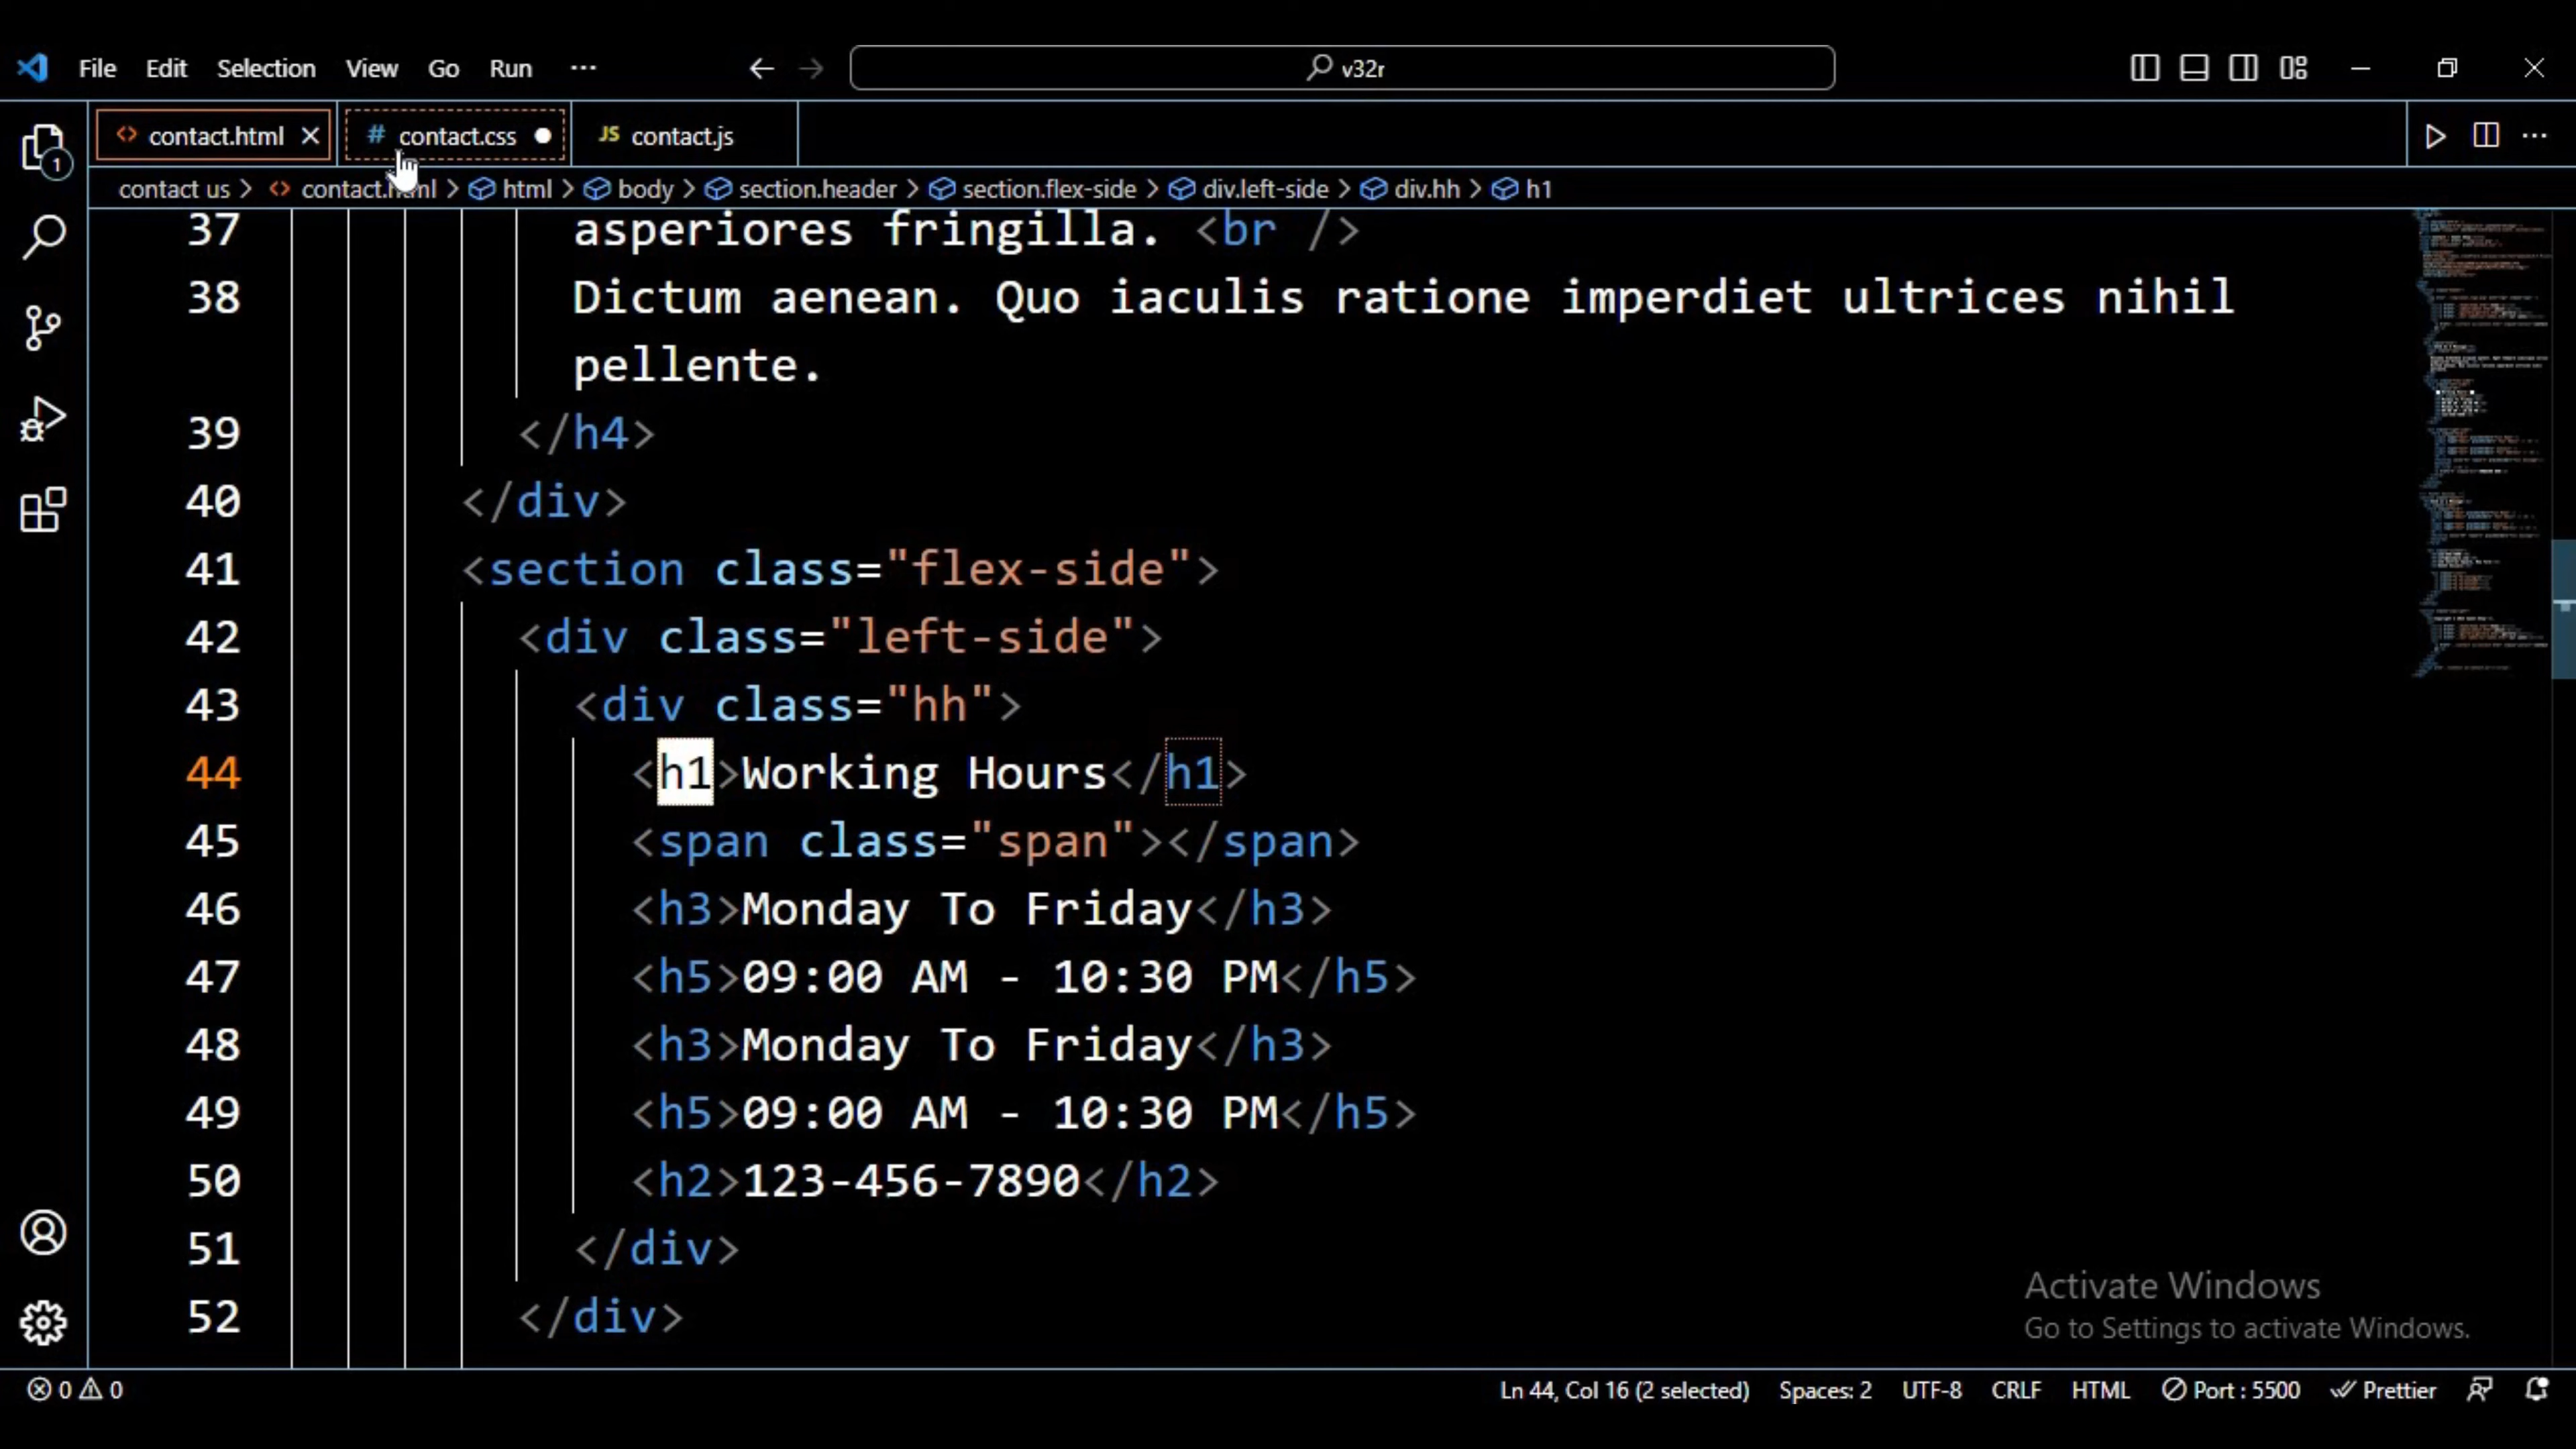 File Edit Selection View Go Run ···
v32r
<> contact.html # contact.css JS contact.js
1
contact us > <> contact.html > html > body > section.header > section.flex-side > div.left-side > div.hh > h1
37 asperiores fringilla. <br />
38 Dictum aenean. Quo iaculis ratione imperdiet ultrices nihil
pellente.
39 </h4>
40 </div>
41 <section class="flex-side">
42 <div class="left-side">
43 <div class="hh">
44 <h1>Working Hours</h1>
45 <span class="span"></span>
46 <h3>Monday To Friday</h3>
47 <h5>09:00 AM - 10:30 PM</h5>
48 <h3>Monday To Friday</h3>
49 <h5>09:00 AM - 10:30 PM</h5>
50 <h2>123-456-7890</h2>
51 </div>
52 </div>
Activate Windows
Go to Settings to activate Windows.
0 0 Ln 44, Col 16 (2 selected) Spaces: 2 UTF-8 CRLF HTML Port : 5500 Prettier